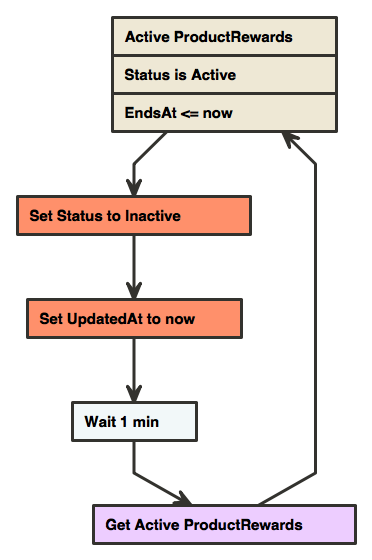 Active ProductRewards
Status is Active
EndsAt <= now
Set Status to Inactive
Set UpdatedAt to now
Wait 1 min
Get Active ProductRewards